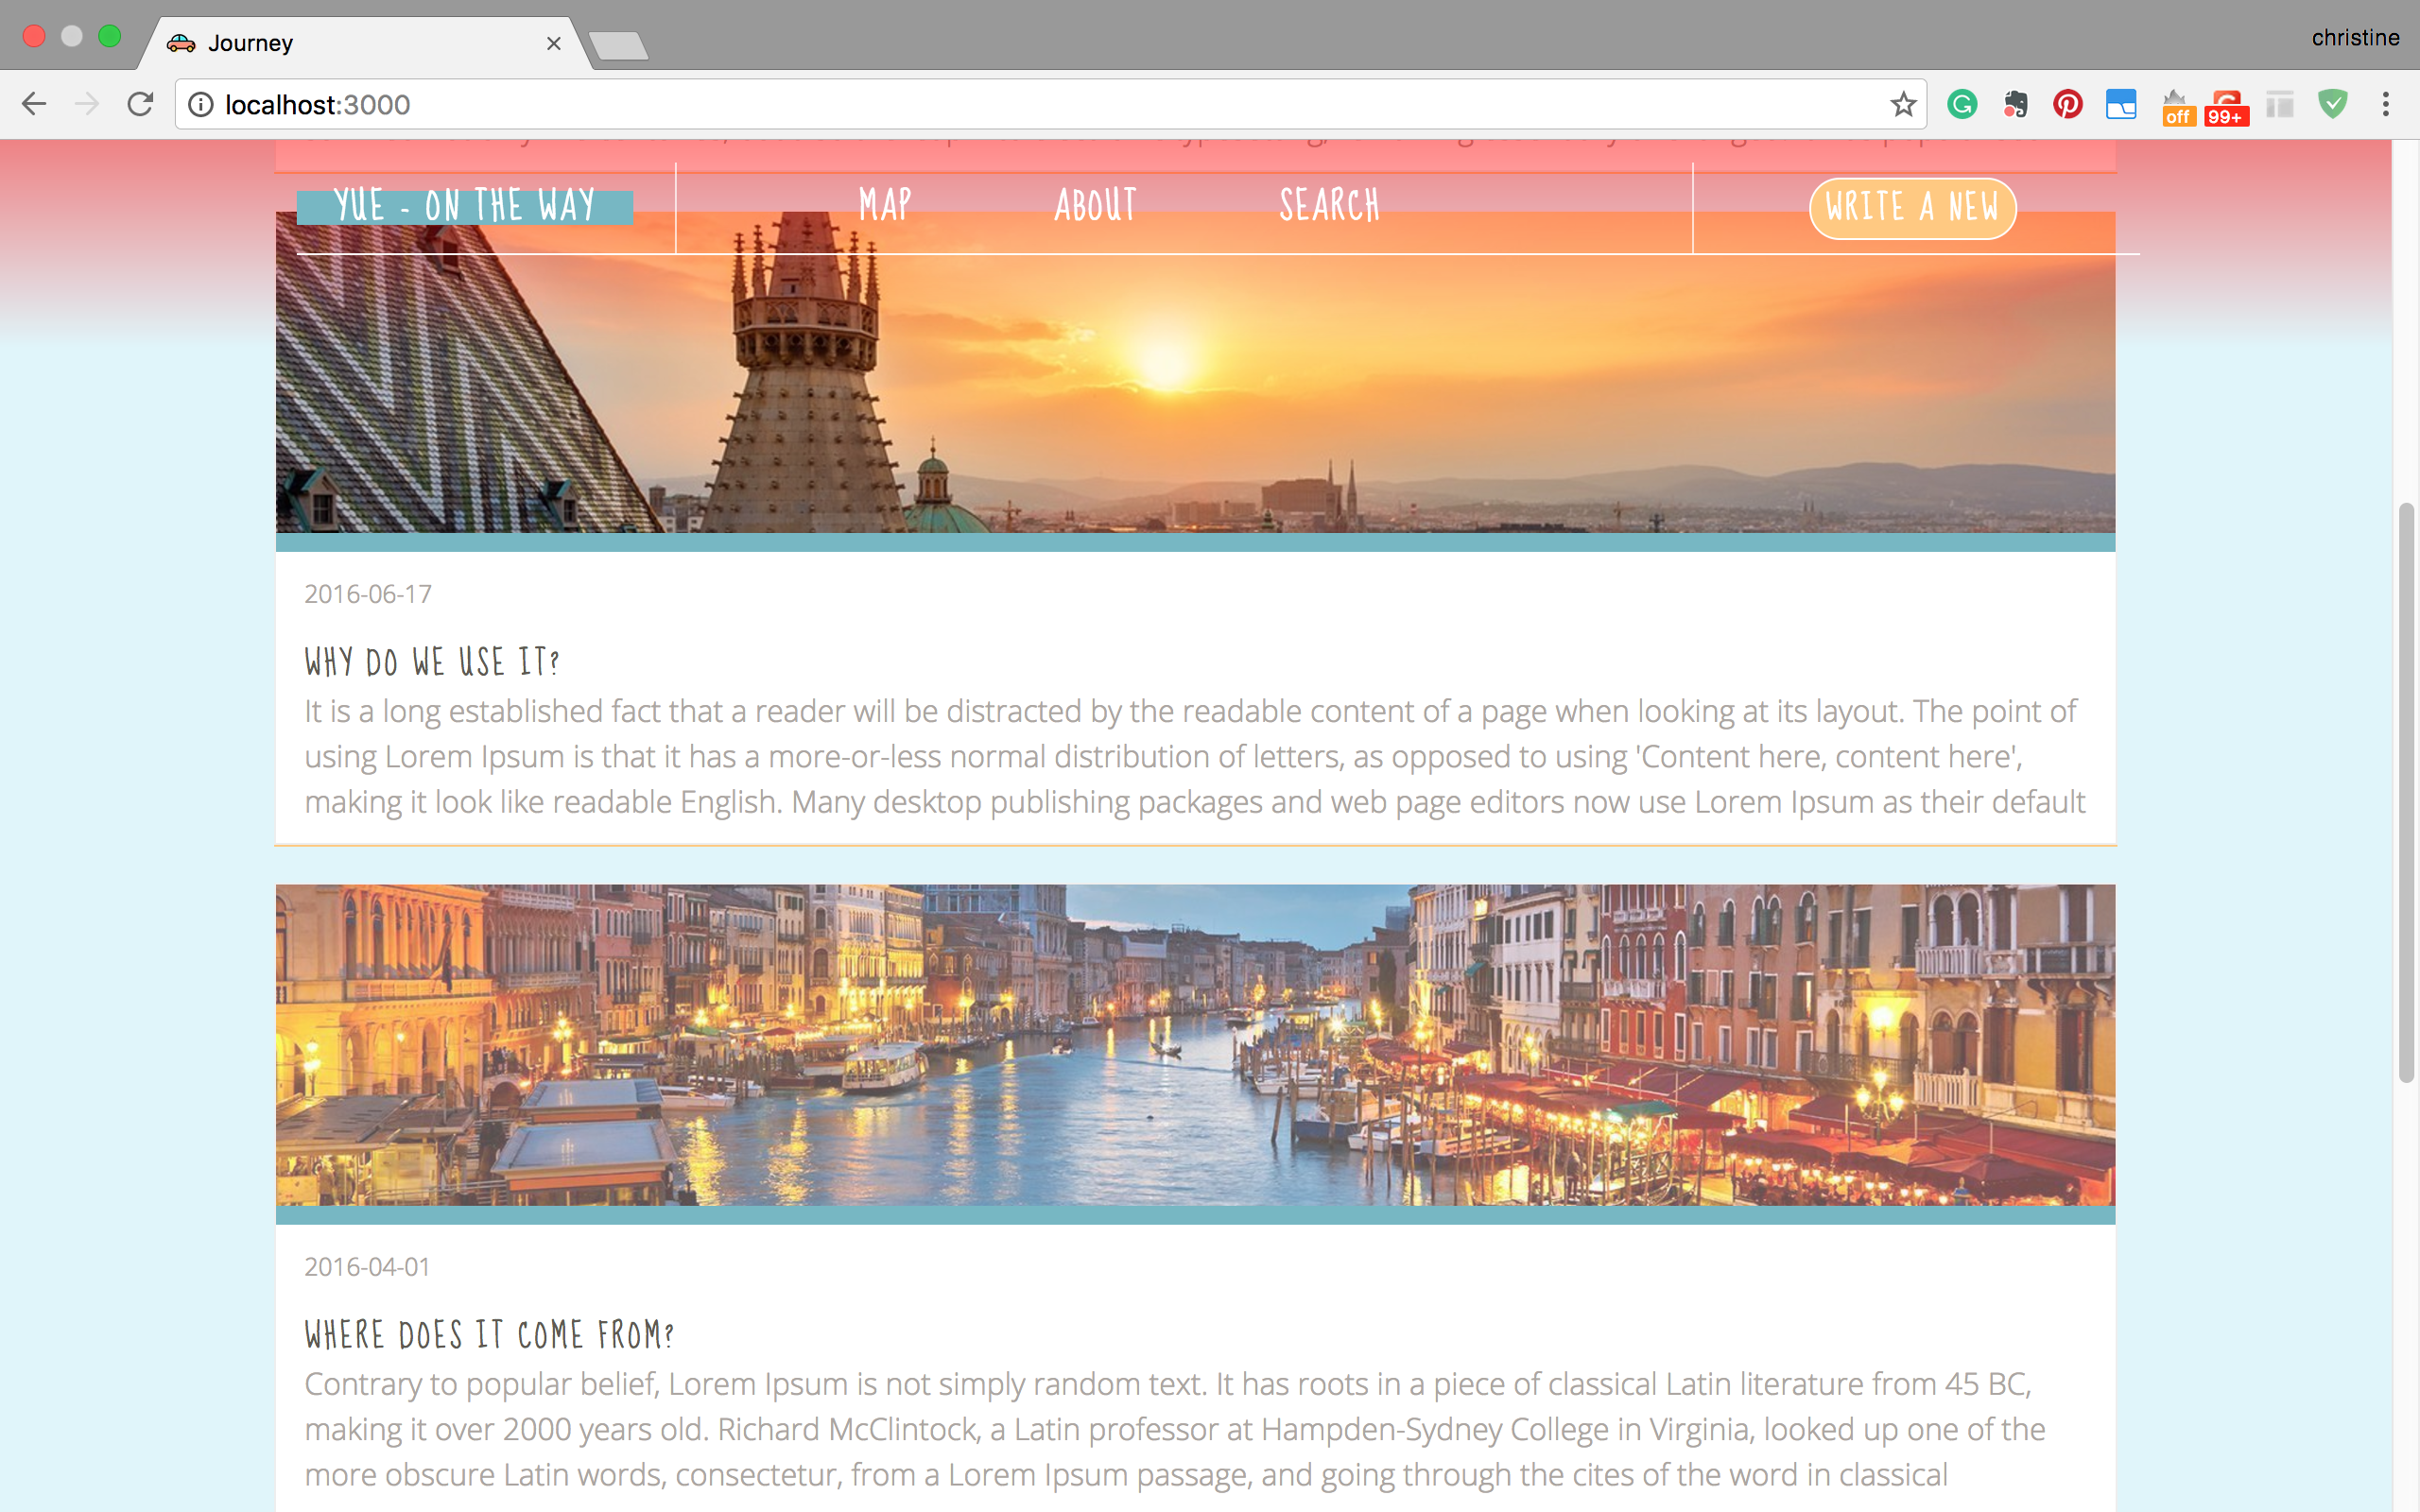 Journey
christine
localhost:3000
off
99+
YUE - ON THE WAY
MAP
ABOUT
SEARCH
WRITE A NEW
2016-06-17
WHY DO WE USE IT?
It is a long established fact that a reader will be distracted by the readable content of a page when looking at its layout. The point of
using Lorem Ipsum is that it has a more-or-less normal distribution of letters, as opposed to using 'Content here, content here',
making it look like readable English. Many desktop publishing packages and web page editors now use Lorem Ipsum as their default
2016-04-01
WHERE DOES IT COME FROM?
Contrary to popular belief, Lorem Ipsum is not simply random text. It has roots in a piece of classical Latin literature from 45 BC,
making it over 2000 years old. Richard McClintock, a Latin professor at Hampden-Sydney College in Virginia, looked up one of the
more obscure Latin words, consectetur, from a Lorem Ipsum passage, and going through the cites of the word in classical